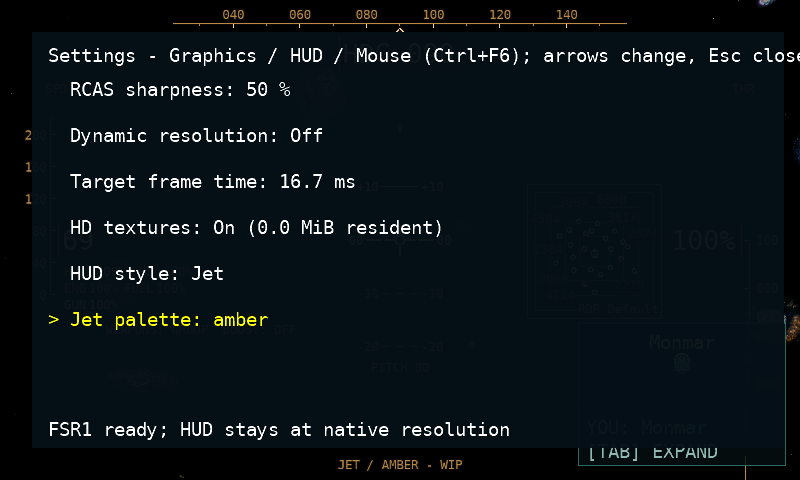 040 060 080 100 120 140
Settings - Graphics / HUD / Mouse (Ctrl+F6); arrows change, Esc close
RCAS sharpness: 50 %
Dynamic resolution: Off
Target frame time: 16.7 ms
HD textures: On (0.0 MiB resident)
69
100%
HUD style: Jet
> Jet palette: amber
Monmar
FSR1 ready; HUD stays at native resolution
YOU: Monmar
[TAB] EXPAND
JET / AMBER - WIP